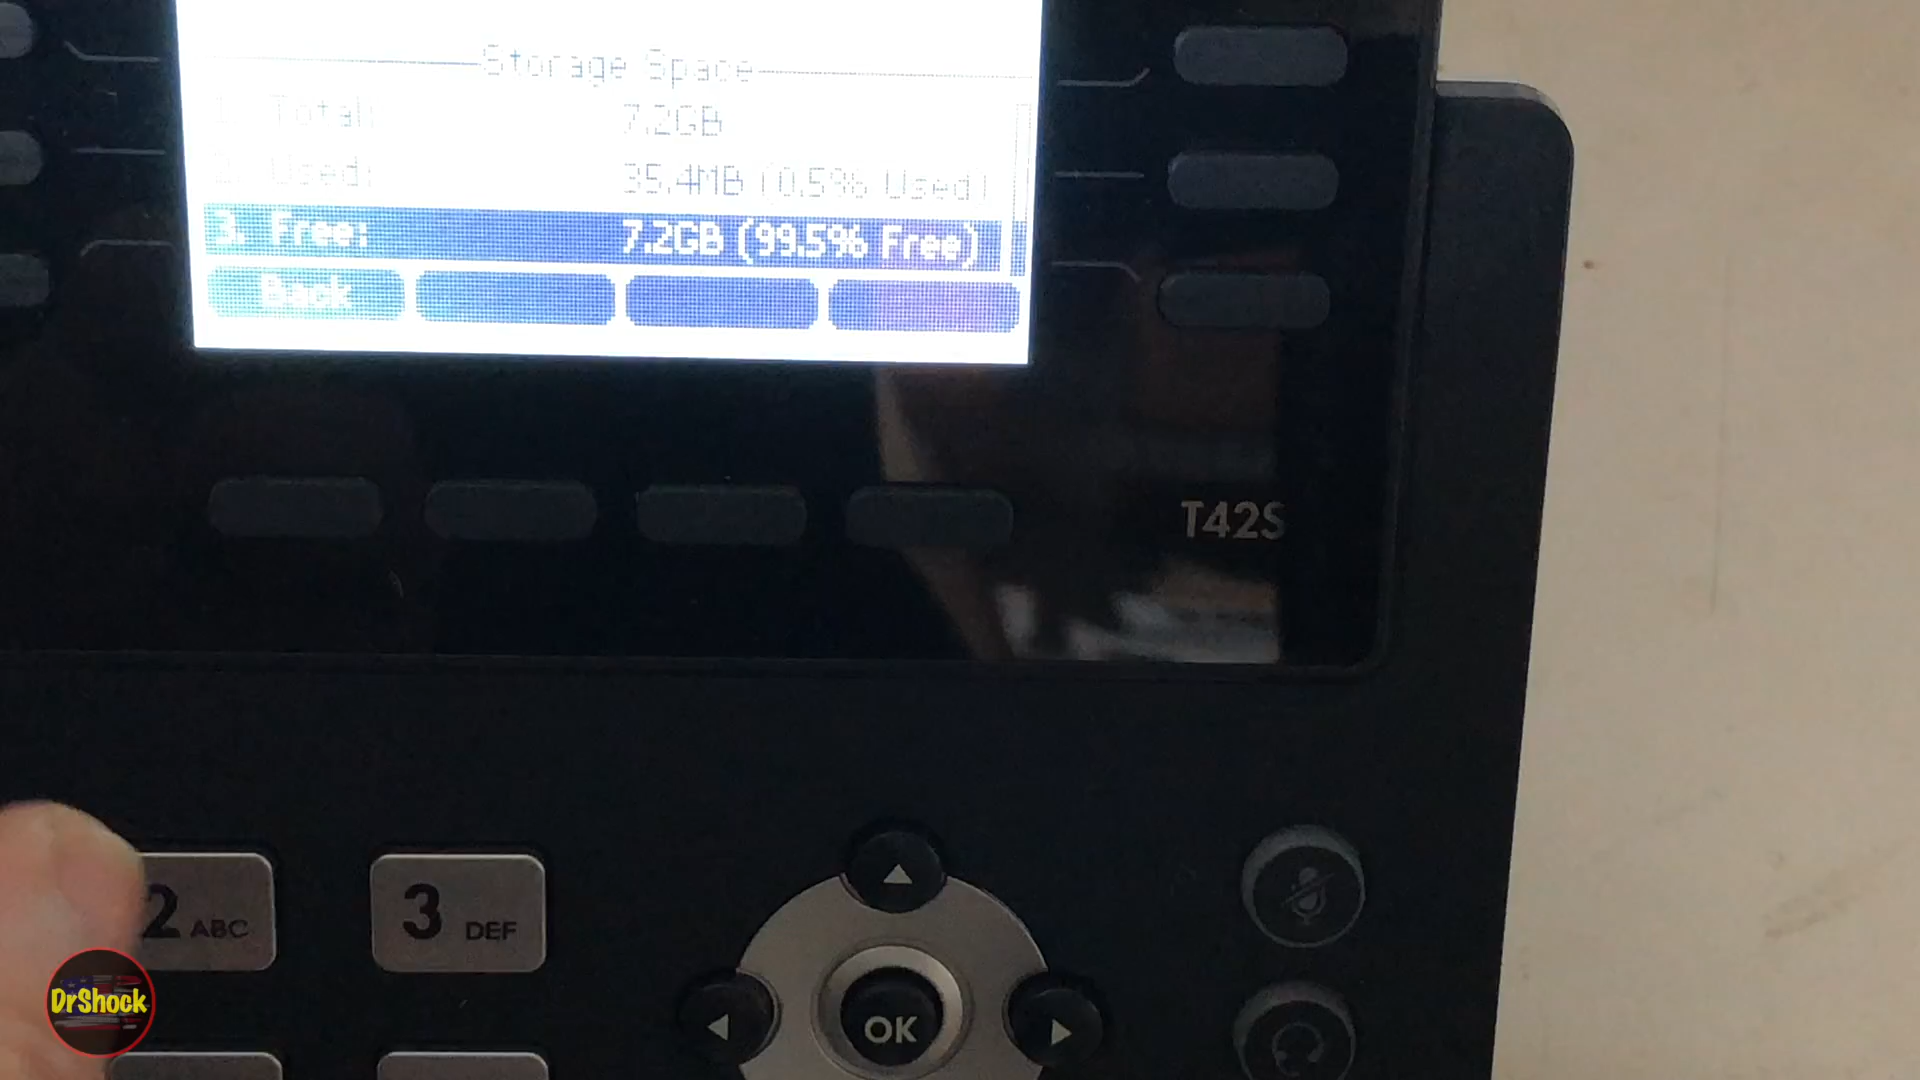 Storage Space
1. Total: 7.2GB
2. Used: 35.4MB (0.5% Used)
3. Free: 7.2GB (99.5% Free)
Back
T42S
2 ABC
3 DEF
OK
DrShock